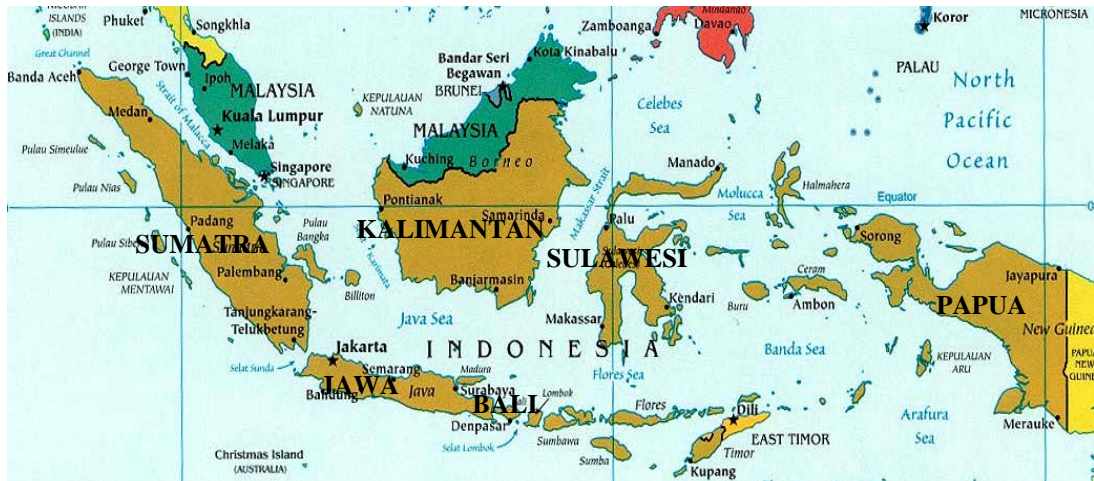 NICOBAR
ISLANDS
(INDIA)
Phuket
Songkhla
Zamboanga
Mindanao
Davao
Koror
MICRONESIA
Great Channel
Banda Aceh
George Town
Ipoh
MALAYSIA
Kuala Lumpur
Strait of Malacca
Medan
Melaka
Singapore
SINGAPORE
Pulau Simeulue
Pulau Nias
KEPULAUAN
NATUNA
Bandar Seri
Begawan
BRUNEI
Kota Kinabalu
MALAYSIA
Kuching
Borneo
Celebes
Sea
PALAU
North
Pacific
Ocean
Manado
Molucca
Sea
Halmahera
Equator
0
Makassar Strait
Pontianak
KALIMANTAN
Samarinda
Palu
SULAWESI
Sorong
Padang
SUMATRA
Pulau
Bangka
KEPULAUAN
MENTAWAI
Palembang
Billiton
Banjarmasin
Kendari
Buru
Ceram
Ambon
Jayapura
PAPUA
New Guinea
PAPUA
NEW
GUINEA
Tanjungkarang-
Telukbetung
Java Sea
Makassar
INDONESIA
Banda Sea
KEPULAUAN
ARU
Selat Sunda
Jakarta
Semarang
Madura
JAWA
Java
Bandung
Surabaya
BALI
Lombok
Flores Sea
Flores
Denpasar
Selat Lombok
Sumbawa
Sumba
Dili
EAST TIMOR
Timor
Kupang
Arafura
Sea
Merauke
Christmas Island
(AUSTRALIA)